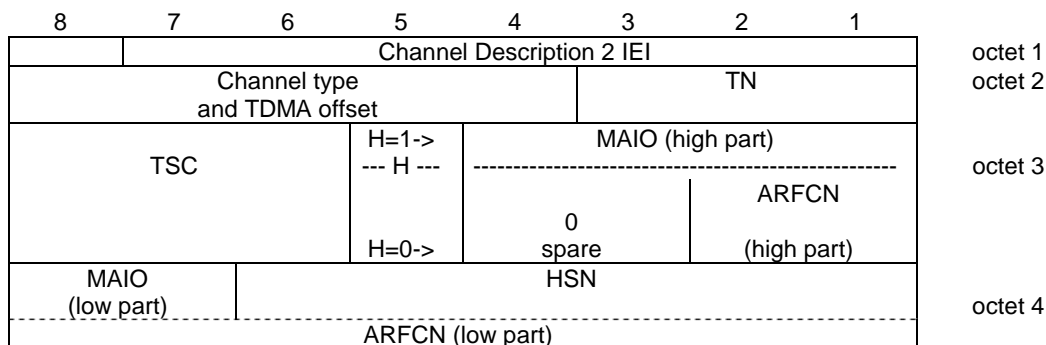 8 7 6 5 4 3 2 1
Channel Description 2 IEI octet 1
Channel type TN octet 2
and TDMA offset
H=1-> MAIO (high part)
TSC --- H --- ---------------------------------------------------- octet 3
ARFCN
0
H=0-> spare (high part)
MAIO HSN
(low part) octet 4
ARFCN (low part)